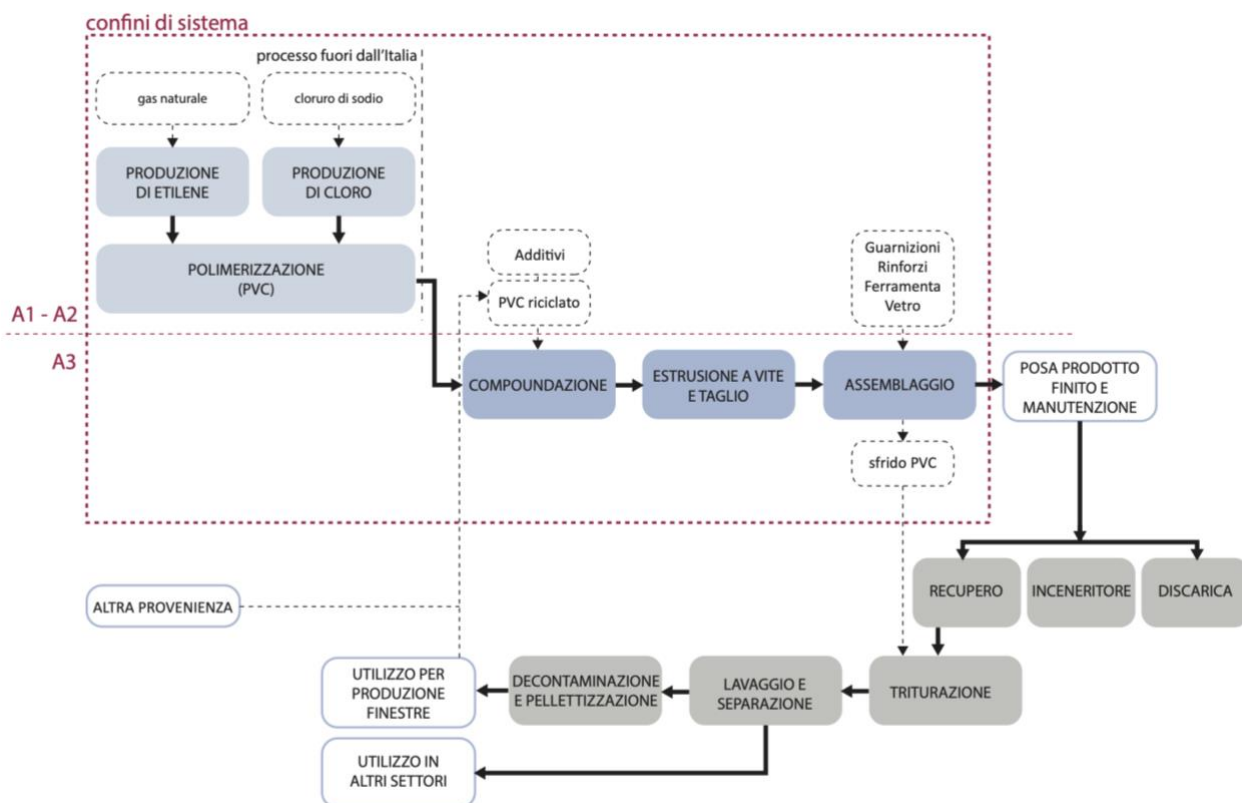 confini di sistema
processo fuori dall'Italia
gas naturale
cloruro di sodio
PRODUZIONE
DI ETILENE
PRODUZIONE
DI CLORO
POLIMERIZZAZIONE
(PVC)
Additivi
PVC riciclato
Guarnizioni
Rinforzi
Ferramenta
Vetro
A1 - A2
A3
COMPOUNDAZIONE
ESTRUSIONE A VITE
E TAGLIO
ASSEMBLAGGIO
POSA PRODOTTO
FINITO E
MANUTENZIONE
sfrido PVC
RECUPERO
INCENERITORE
DISCARICA
ALTRA PROVENIENZA
UTILIZZO PER
PRODUZIONE
FINESTRE
DECONTAMINAZIONE
E PELLETTIZZAZIONE
LAVAGGIO E
SEPARAZIONE
TRITURAZIONE
UTILIZZO IN
ALTRI SETTORI